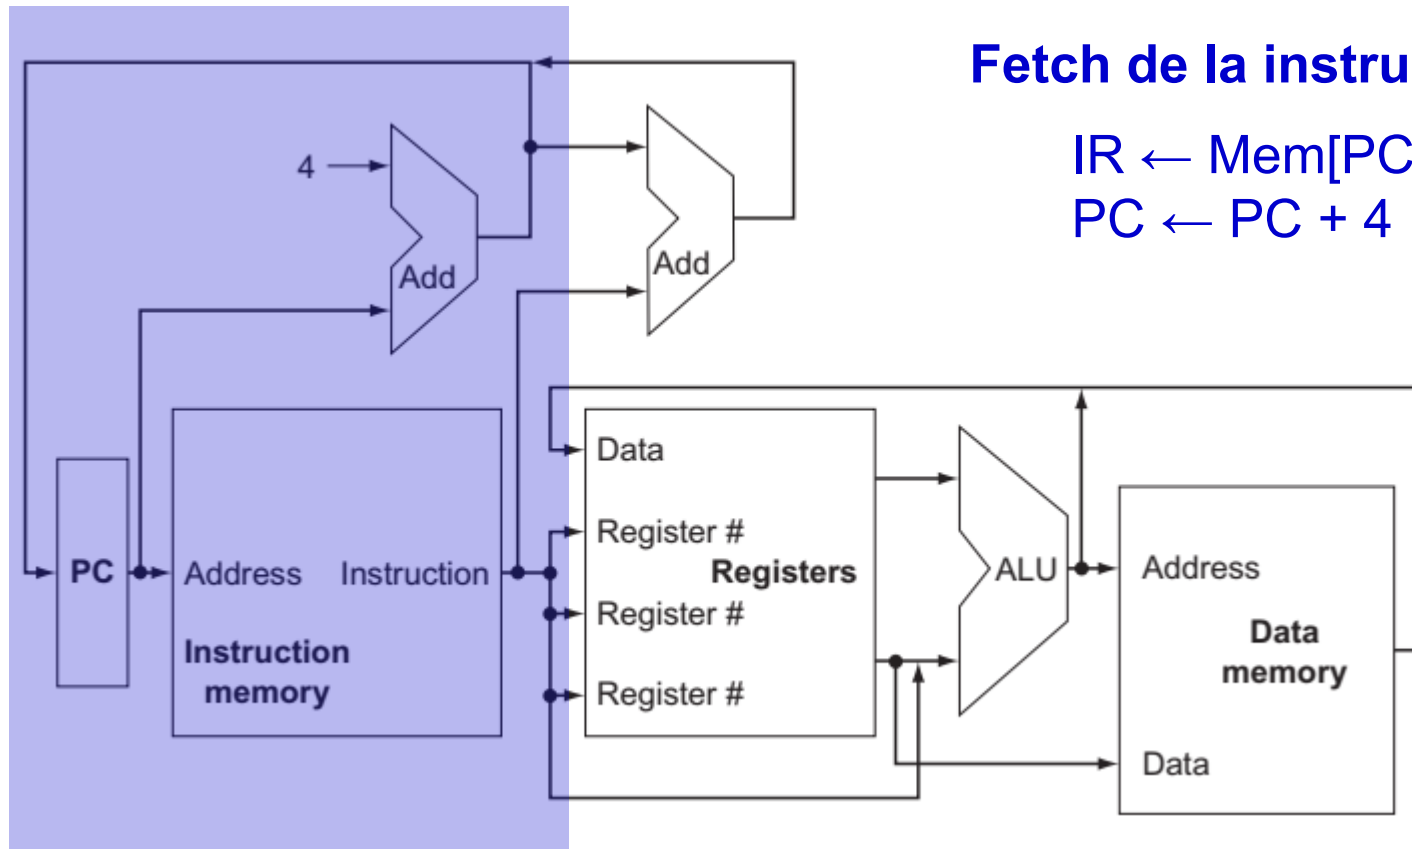 Fetch de la instru
IR ← Mem[PC
PC ← PC + 4
4
Add
Add
Data
Register #
PC
Address
Instruction
Registers
ALU
Address
Register #
Instruction
memory
Data
memory
Register #
Data